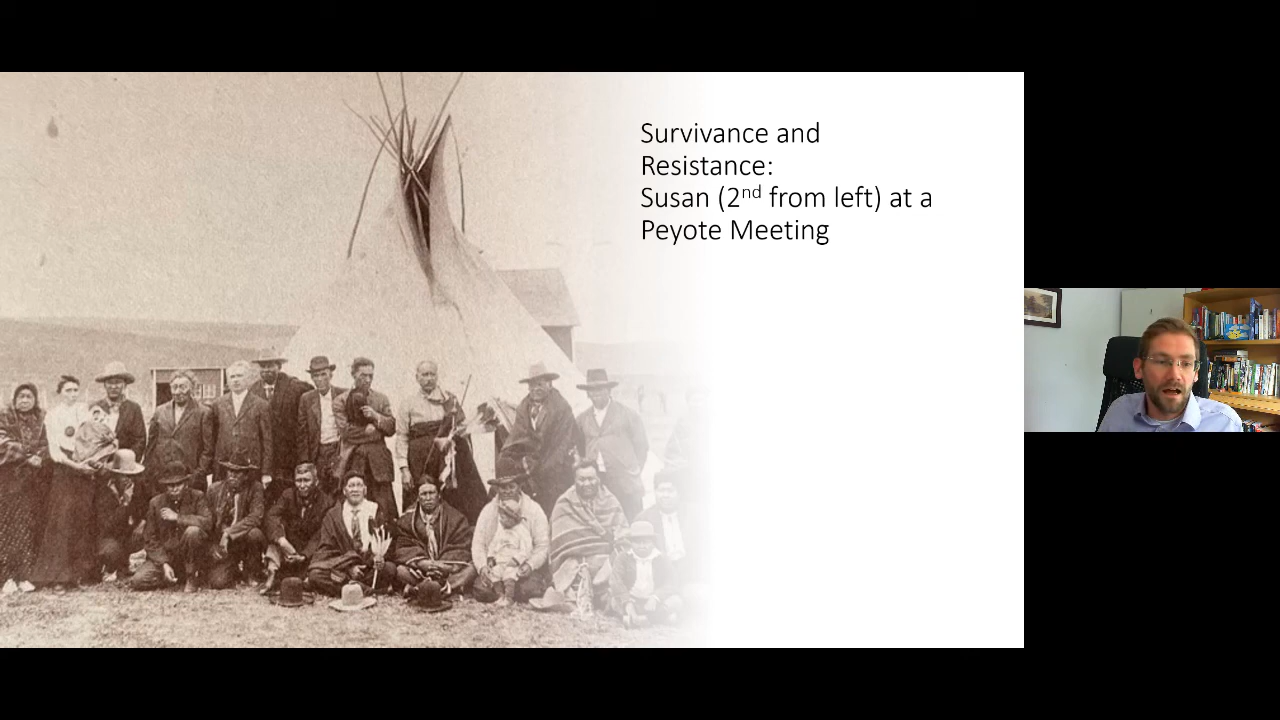 Survivance and
Resistance:
Susan (2nd from left) at a
Peyote Meeting